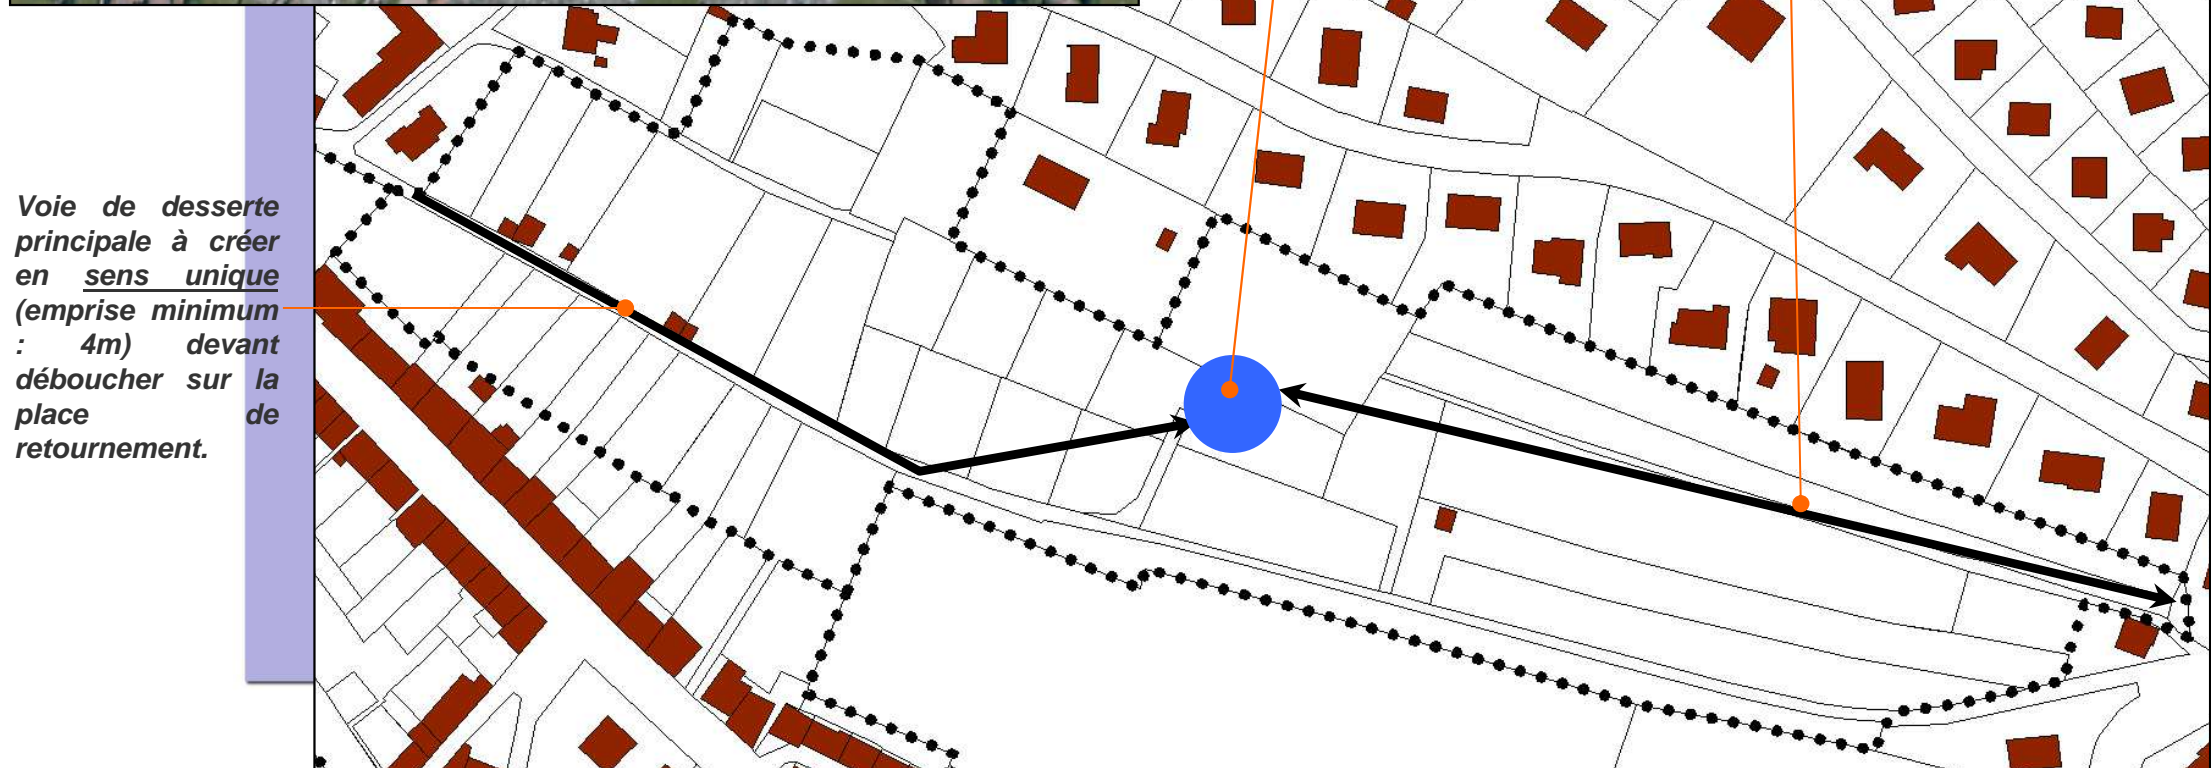 Voie de desserte
principale à créer
en sens unique
(emprise minimum
: 4m) devant
déboucher sur la
place de
retournement.